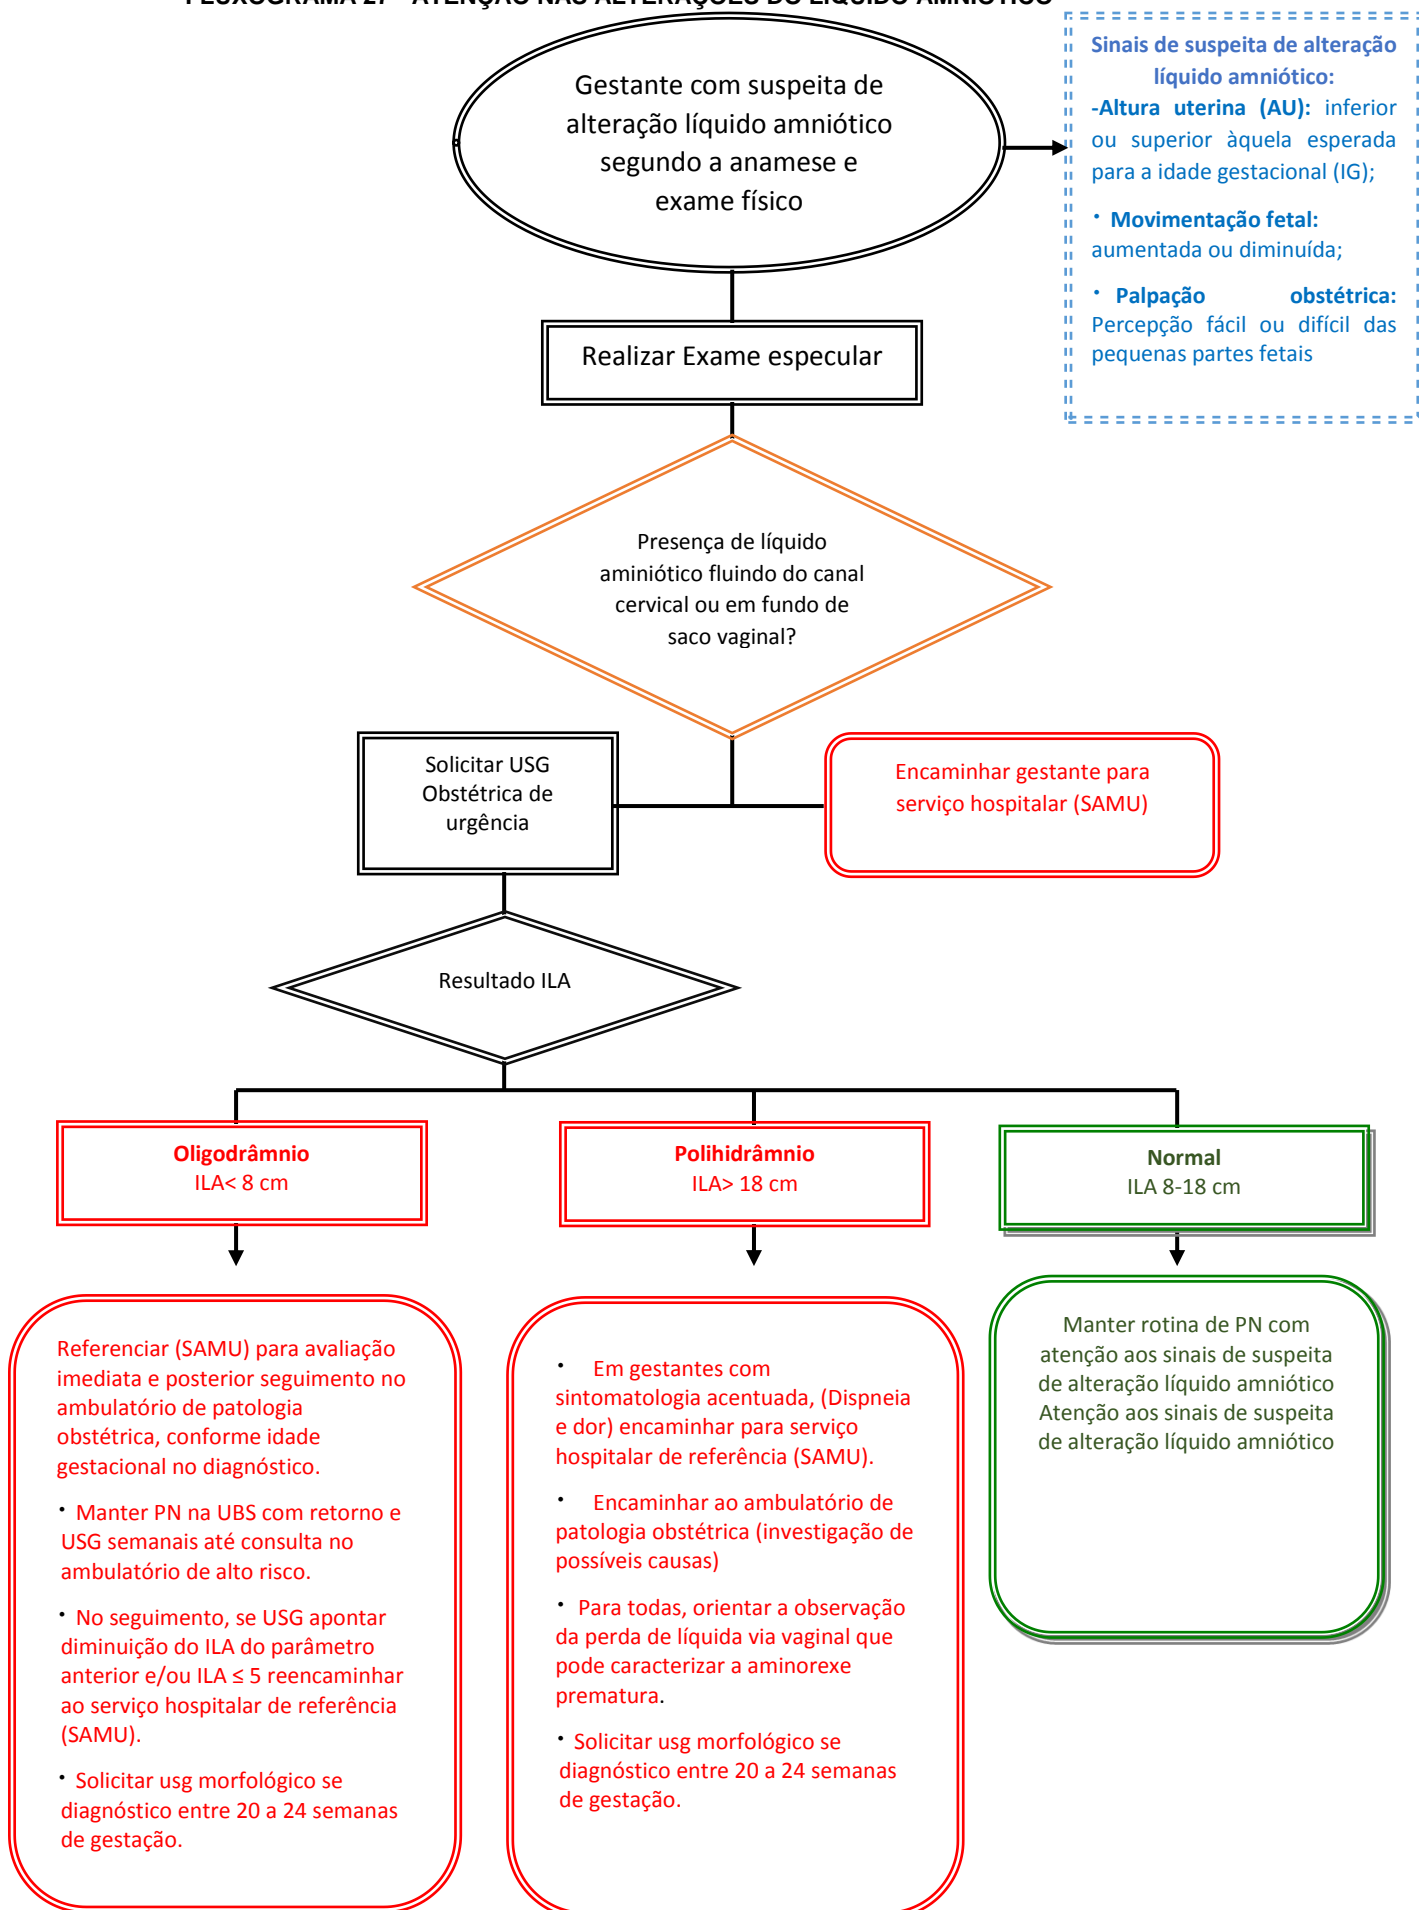 FLUXOGRAMA 27 - ATENÇÃO NAS ALTERAÇÕES DO LÍQUIDO AMNIÓTICO
Gestante com suspeita de
alteração líquido amniótico
segundo a anamese e
exame físico
Sinais de suspeita de alteração
líquido amniótico:
-Altura uterina (AU): inferior
ou superior àquela esperada
para a idade gestacional (IG);
· Movimentação fetal:
aumentada ou diminuída;
· Palpação obstétrica:
Percepção fácil ou difícil das
pequenas partes fetais
Realizar Exame especular
Presença de líquido
aminiótico fluindo do canal
cervical ou em fundo de
saco vaginal?
Solicitar USG
Obstétrica de
urgência
Encaminhar gestante para
serviço hospitalar (SAMU)
Resultado ILA
Oligodrâmnio
ILA< 8 cm
Polihidrâmnio
ILA> 18 cm
Normal
ILA 8-18 cm
Referenciar (SAMU) para avaliação
imediata e posterior seguimento no
ambulatório de patologia
obstétrica, conforme idade
gestacional no diagnóstico.
· Manter PN na UBS com retorno e
USG semanais até consulta no
ambulatório de alto risco.
· No seguimento, se USG apontar
diminuição do ILA do parâmetro
anterior e/ou ILA ≤ 5 reencaminhar
ao serviço hospitalar de referência
(SAMU).
· Solicitar usg morfológico se
diagnóstico entre 20 a 24 semanas
de gestação.
· Em gestantes com
sintomatologia acentuada, (Dispneia
e dor) encaminhar para serviço
hospitalar de referência (SAMU).
· Encaminhar ao ambulatório de
patologia obstétrica (investigação de
possíveis causas)
· Para todas, orientar a observação
da perda de líquida via vaginal que
pode caracterizar a aminorexe
prematura.
· Solicitar usg morfológico se
diagnóstico entre 20 a 24 semanas
de gestação.
Manter rotina de PN com
atenção aos sinais de suspeita
de alteração líquido amniótico
Atenção aos sinais de suspeita
de alteração líquido amniótico